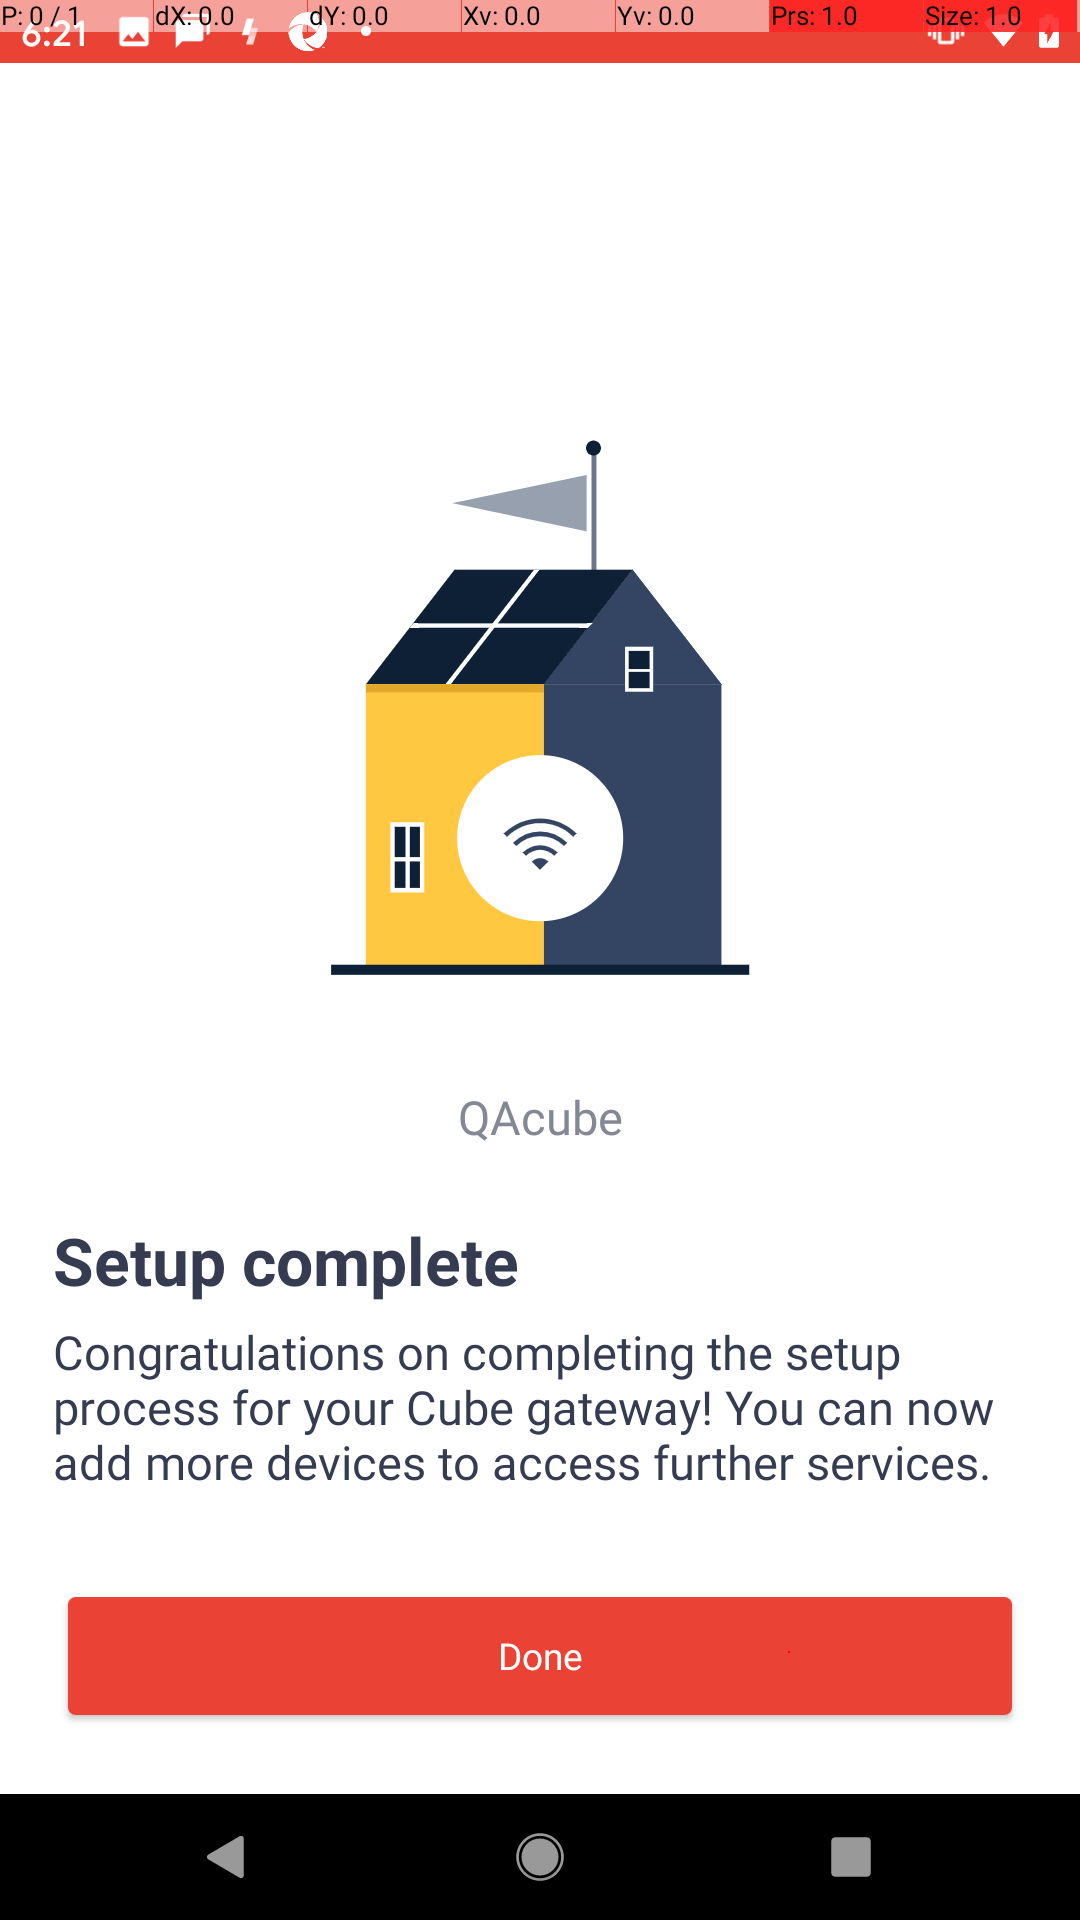 P: 0 / 1 dX: 0.0 dY: 0.0 Xv: 0.0 Yv: 0.0 Prs: 1.0 Size: 1.0
6:21
QAcube
Setup complete
Congratulations on completing the setup
process for your Cube gateway! You can now
add more devices to access further services.
Done